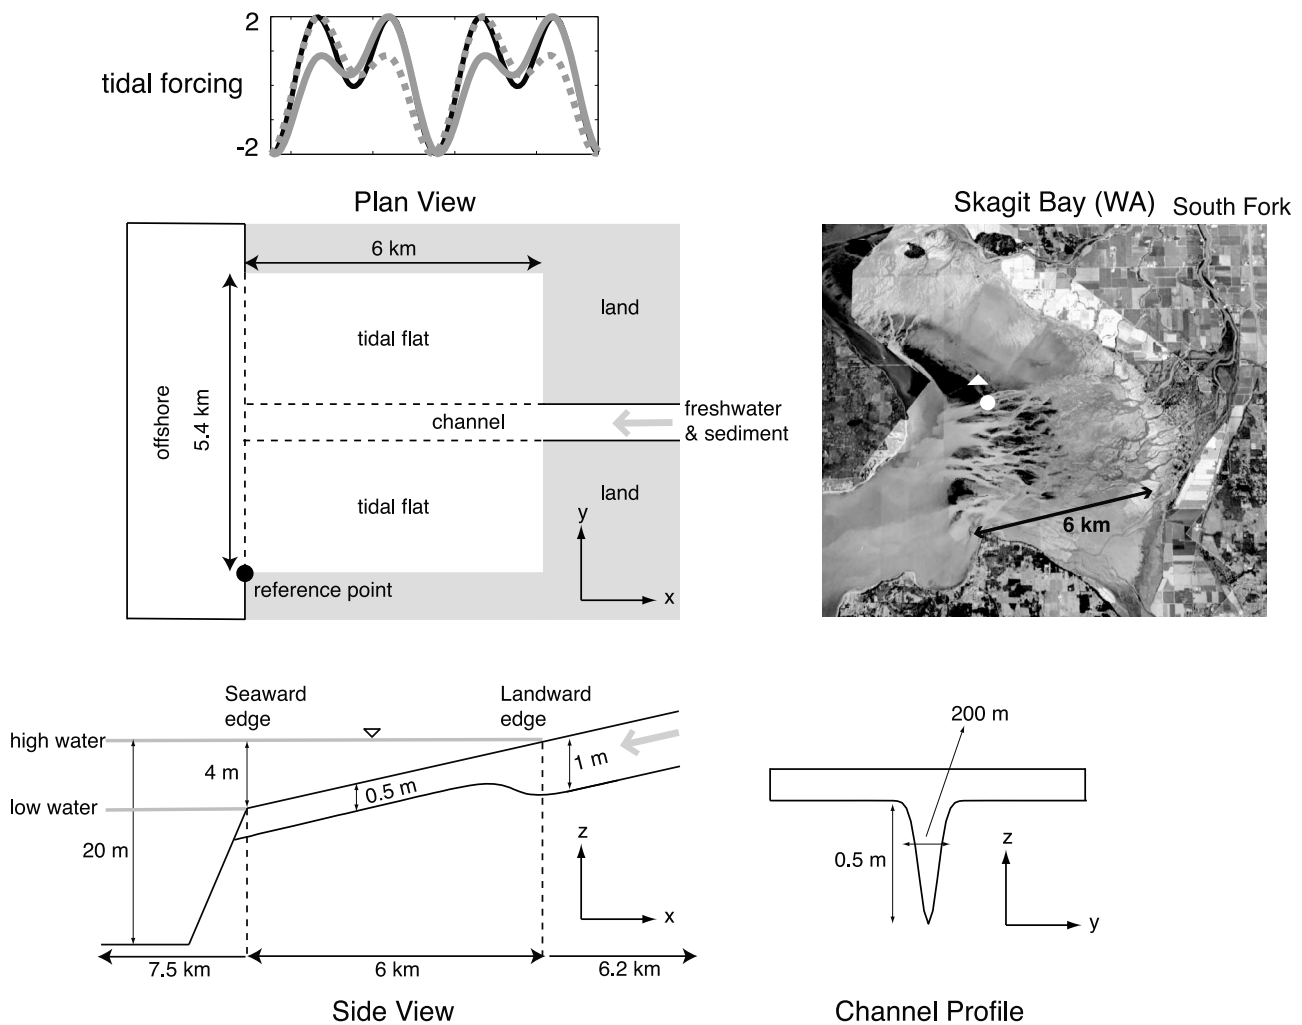 2
tidal forcing
-2
Plan View
Skagit Bay (WA)
South Fork
6 km
land
tidal flat
offshore
5.4 km
channel
freshwater
& sediment
tidal flat
land
y
x
reference point
6 km
Seaward
edge
Landward
edge
high water
4 m
1 m
0.5 m
low water
20 m
z
x
7.5 km
6 km
6.2 km
Side View
200 m
0.5 m
z
y
Channel Profile